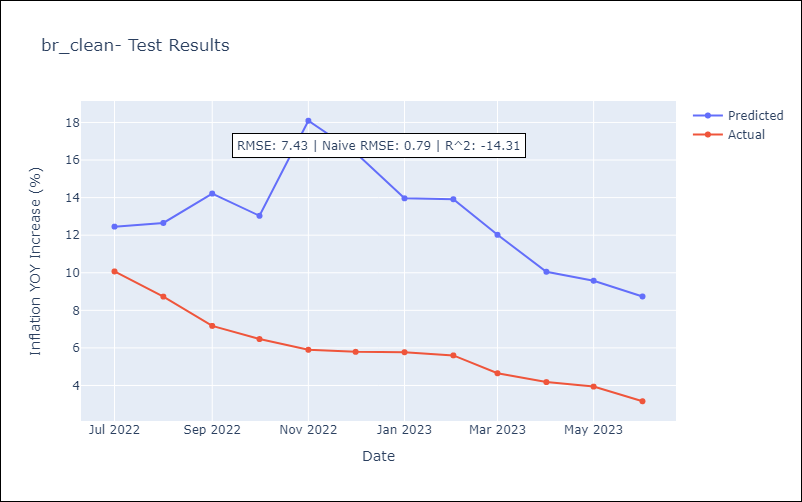 br_clean- Test Results
Predicted
Actual
RMSE: 7.43 | Naive RMSE: 0.79 | R^2: -14.31
Inflation YOY Increase (%)
18
16
14
12
10
8
6
4
Jul 2022 Sep 2022 Nov 2022 Jan 2023 Mar 2023 May 2023
Date